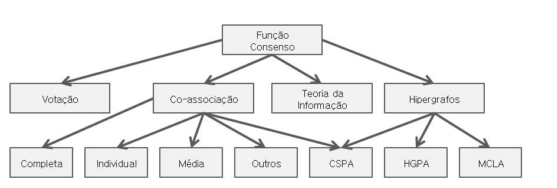 Função
Consenso
Votação
Co-associação
Teoria da
Informação
Hipergrafos
Completa
Individual
Média
Outros
CSPA
HGPA
MCLA